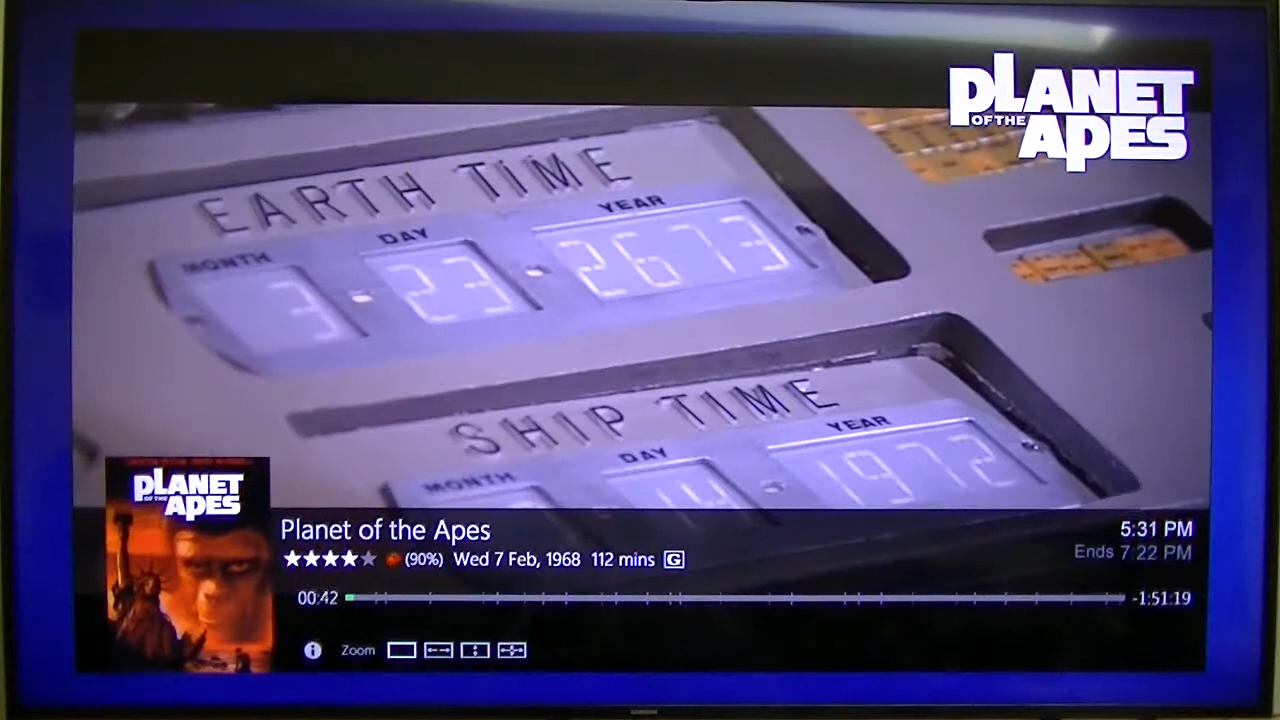 PLANET
OF THE
APES
EARTH TIME
MONTH DAY YEAR
3 23 2673
SHIP TIME
MONTH DAY YEAR
14 1972
PLANET
OF THE
APES
Planet of the Apes
(90%) Wed 7 Feb, 1968 112 mins G
5:31 PM
Ends 7:22 PM
00:42
-1:51:19
Zoom